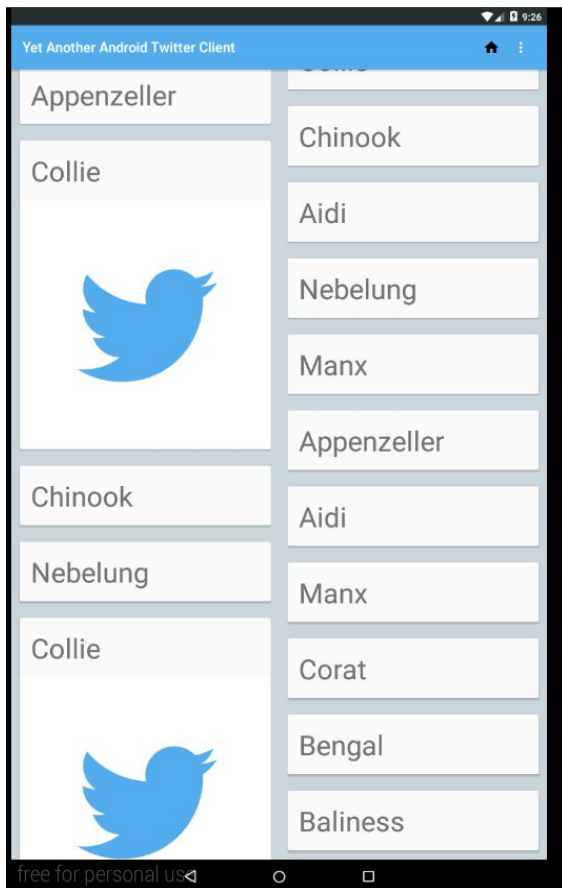 9:26
Yet Another Android Twitter Client
Appenzeller
Collie
Chinook
Nebelung
Collie
Chinook
Aidi
Nebelung
Manx
Appenzeller
Aidi
Manx
Corat
Bengal
Baliness
free for personal